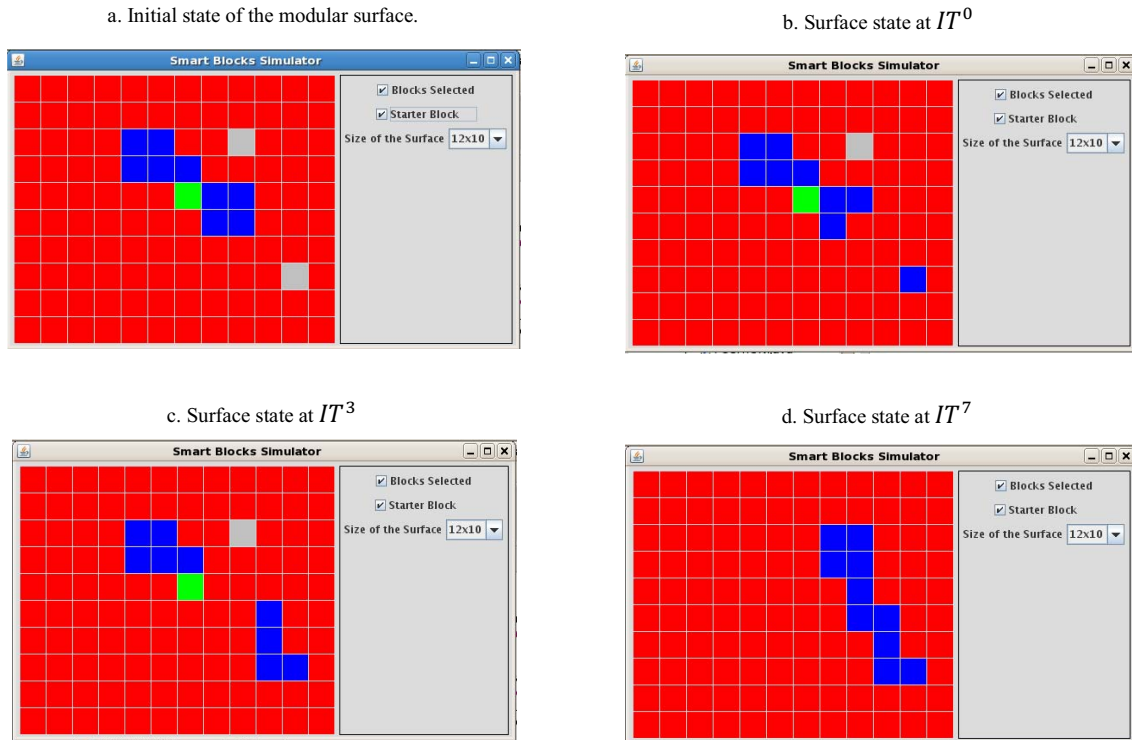 a. Initial state of the modular surface.
Smart Blocks Simulator
Blocks Selected
Starter Block
Size of the Surface 12x10
b. Surface state at IT⁰
Smart Blocks Simulator
Blocks Selected
Starter Block
Size of the Surface 12x10
c. Surface state at IT³
Smart Blocks Simulator
Blocks Selected
Starter Block
Size of the Surface 12x10
d. Surface state at IT⁷
Smart Blocks Simulator
Blocks Selected
Starter Block
Size of the Surface 12x10